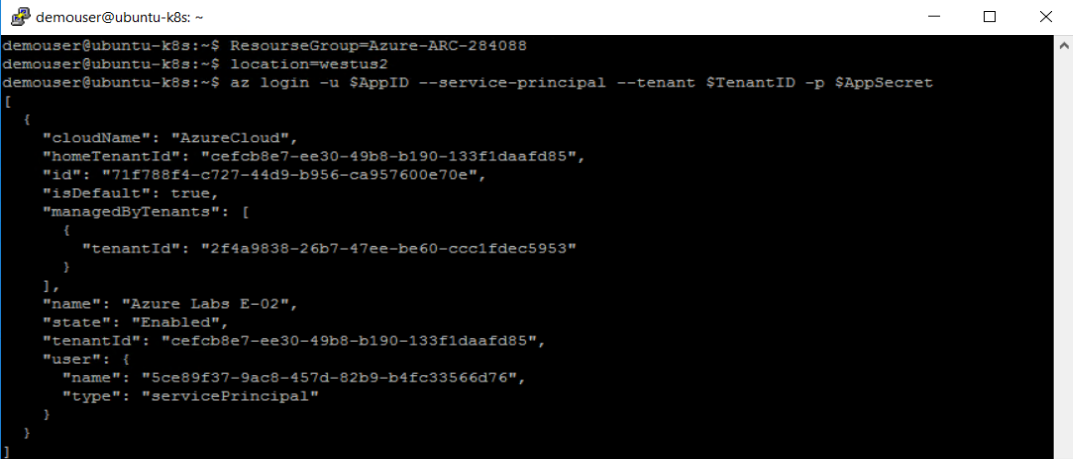 demouser@ubuntu-k8s: ~
demouser@ubuntu-k8s:~$ ResourseGroup=Azure-ARC-284088
demouser@ubuntu-k8s:~$ location=westus2
demouser@ubuntu-k8s:~$ az login -u $AppID --service-principal --tenant $TenantID -p $AppSecret
[
  {
    "cloudName": "AzureCloud",
    "homeTenantId": "cefcb8e7-ee30-49b8-b190-133f1daafd85",
    "id": "71f788f4-c727-44d9-b956-ca957600e70e",
    "isDefault": true,
    "managedByTenants": [
      {
        "tenantId": "2f4a9838-26b7-47ee-be60-ccc1fdec5953"
      }
    ],
    "name": "Azure Labs E-02",
    "state": "Enabled",
    "tenantId": "cefcb8e7-ee30-49b8-b190-133f1daafd85",
    "user": {
      "name": "5ce89f37-9ac8-457d-82b9-b4fc33566d76",
      "type": "servicePrincipal"
    }
  }
]